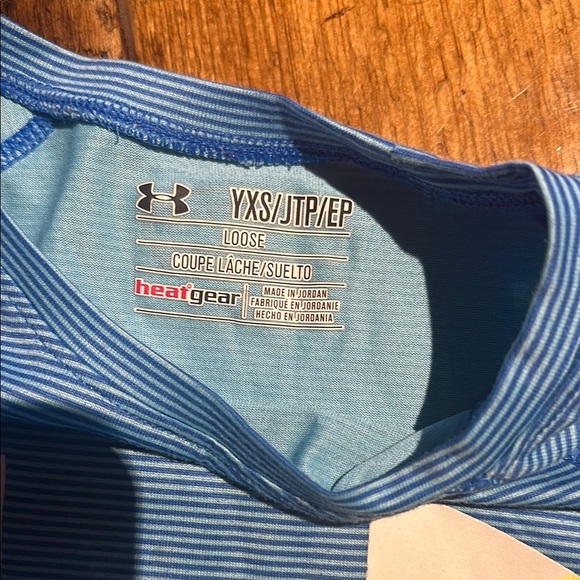 YXS/JTP/EP
LOOSE
COUPE LÂCHE/SUELTO
heatgear
MADE IN JORDAN
FABRIQUÉ EN JORDANIE
HECHO EN JORDANIA